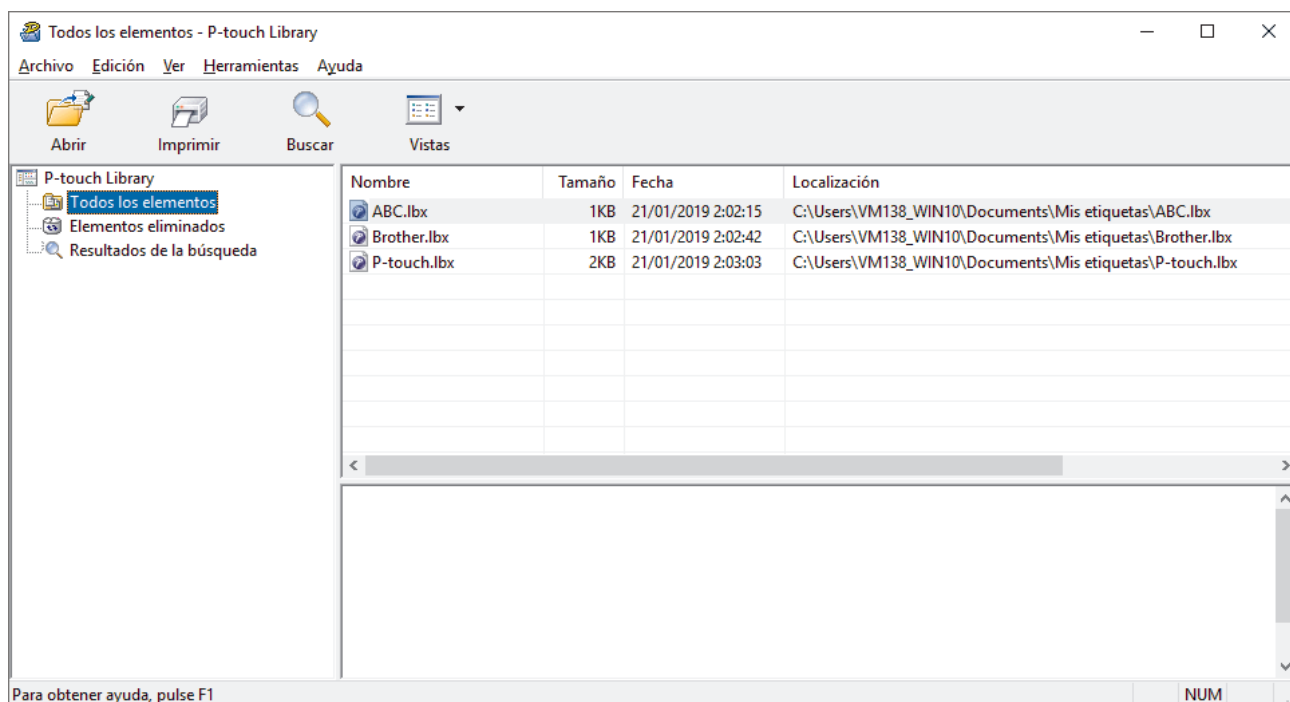 Todos los elementos - P-touch Library
Archivo Edición Ver Herramientas Ayuda
Abrir Imprimir Buscar Vistas
P-touch Library
Todos los elementos
Elementos eliminados
Resultados de la búsqueda
Nombre Tamaño Fecha Localización
ABC.lbx 1KB 21/01/2019 2:02:15 C:\Users\VM138_WIN10\Documents\Mis etiquetas\ABC.lbx
Brother.lbx 1KB 21/01/2019 2:02:42 C:\Users\VM138_WIN10\Documents\Mis etiquetas\Brother.lbx
P-touch.lbx 2KB 21/01/2019 2:03:03 C:\Users\VM138_WIN10\Documents\Mis etiquetas\P-touch.lbx
Para obtener ayuda, pulse F1 NUM